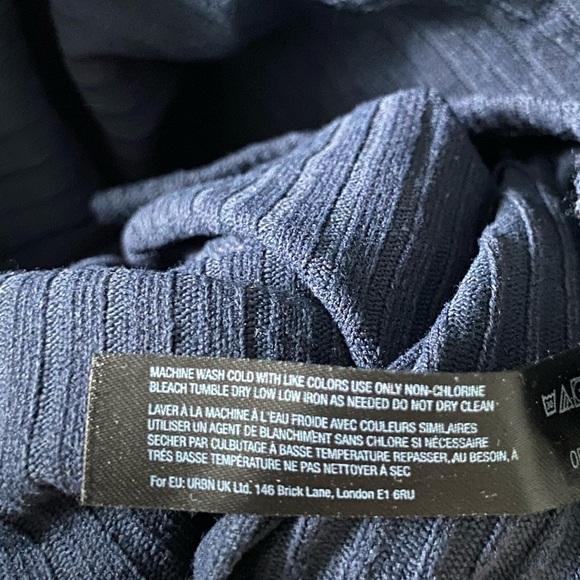 MACHINE WASH COLD WITH LIKE COLORS USE ONLY NON-CHLORINE
BLEACH TUMBLE DRY LOW LOW IRON AS NEEDED DO NOT DRY CLEAN
LAVER À LA MACHINE À L'EAU FROIDE AVEC COULEURS SIMILAIRES
UTILISER UN AGENT DE BLANCHIMENT SANS CHLORE SI NÉCESSAIRE
SECHER PAR CULBUTAGE À BASSE TEMPERATURE REPASSER, AU BESOIN, À
TRÉS BASSE TEMPÉRATURE NE PAS NETTOYER À SEC
For EU: URBN UK Ltd. 146 Brick Lane, London E1 6RU